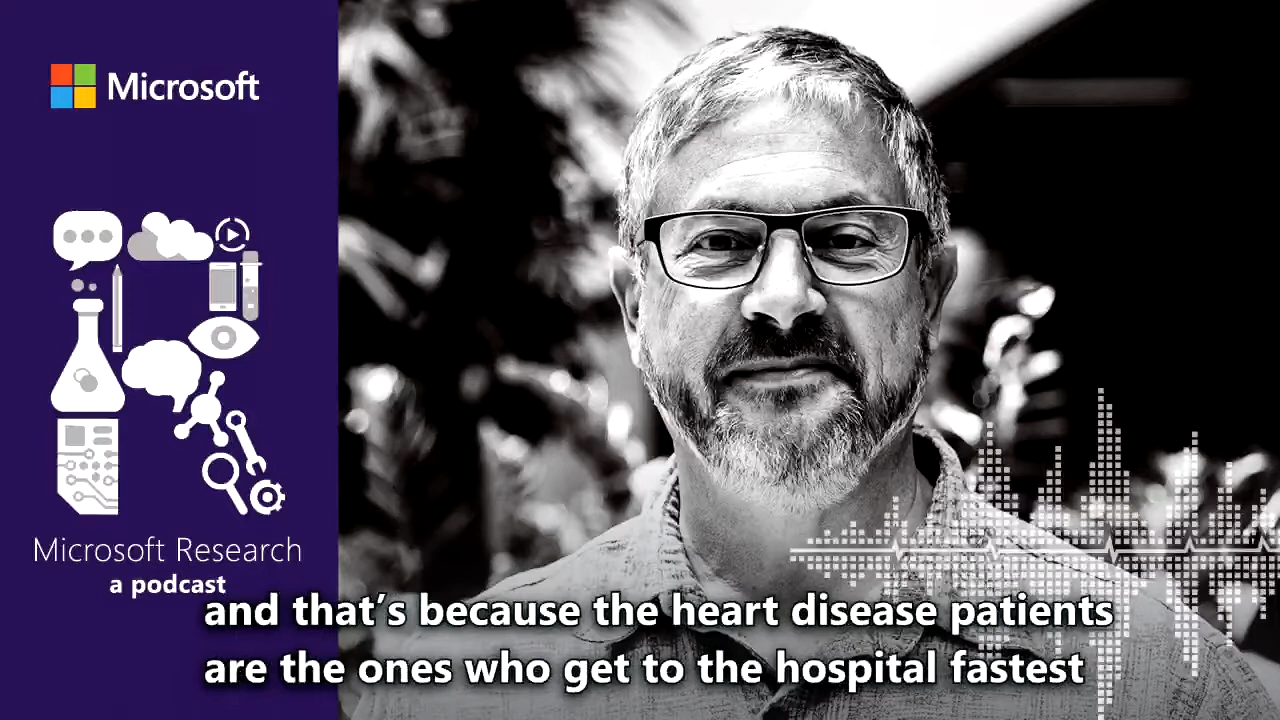 Microsoft
Microsoft Research
a podcast
and that's because the heart disease patients
are the ones who get to the hospital fastest